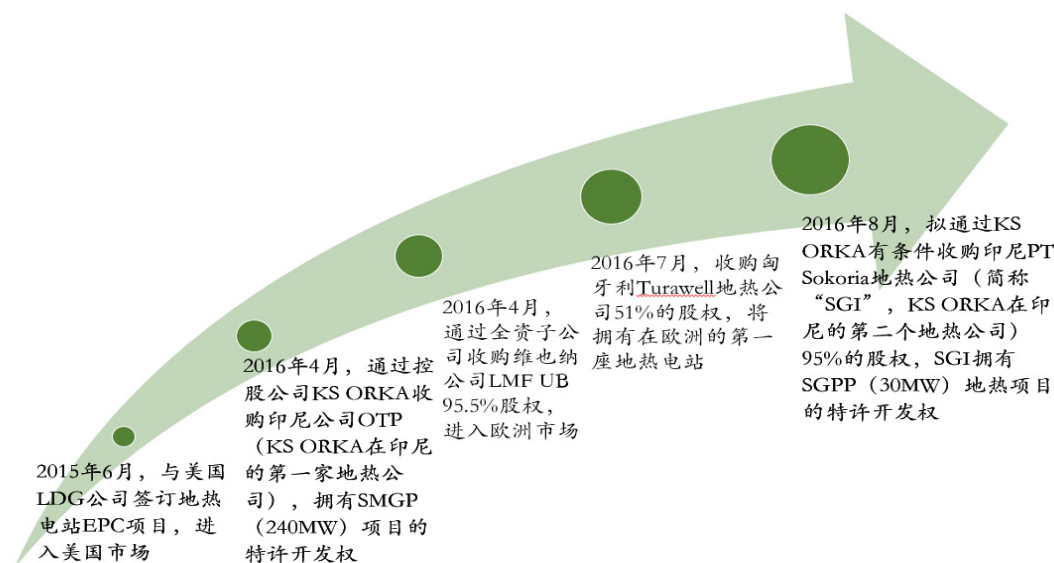 2015年6月，与美国
LDG公司签订地热
电站EPC项目，进
入美国市场
2016年4月，通过控
股公司KS ORKA收
购印尼公司OTP
（KS ORKA在印尼
的第一家地热公
司），拥有SMGP
（240MW）项目的
特许开发权
2016年4月，
通过全资子公
司收购维也纳
公司LMF UB
95.5%股权，
进入欧洲市场
2016年7月，收购匈
牙利Turawell地热公
司51%的股权，将
拥有在欧洲的第一
座地热电站
2016年8月，拟通过KS
ORKA有条件收购印尼PT
Sokoria地热公司（简称
“SGI”，KS ORKA在印
尼的第二个地热公司）
95%的股权，SGI拥有
SGPP（30MW）地热项目
的特许开发权